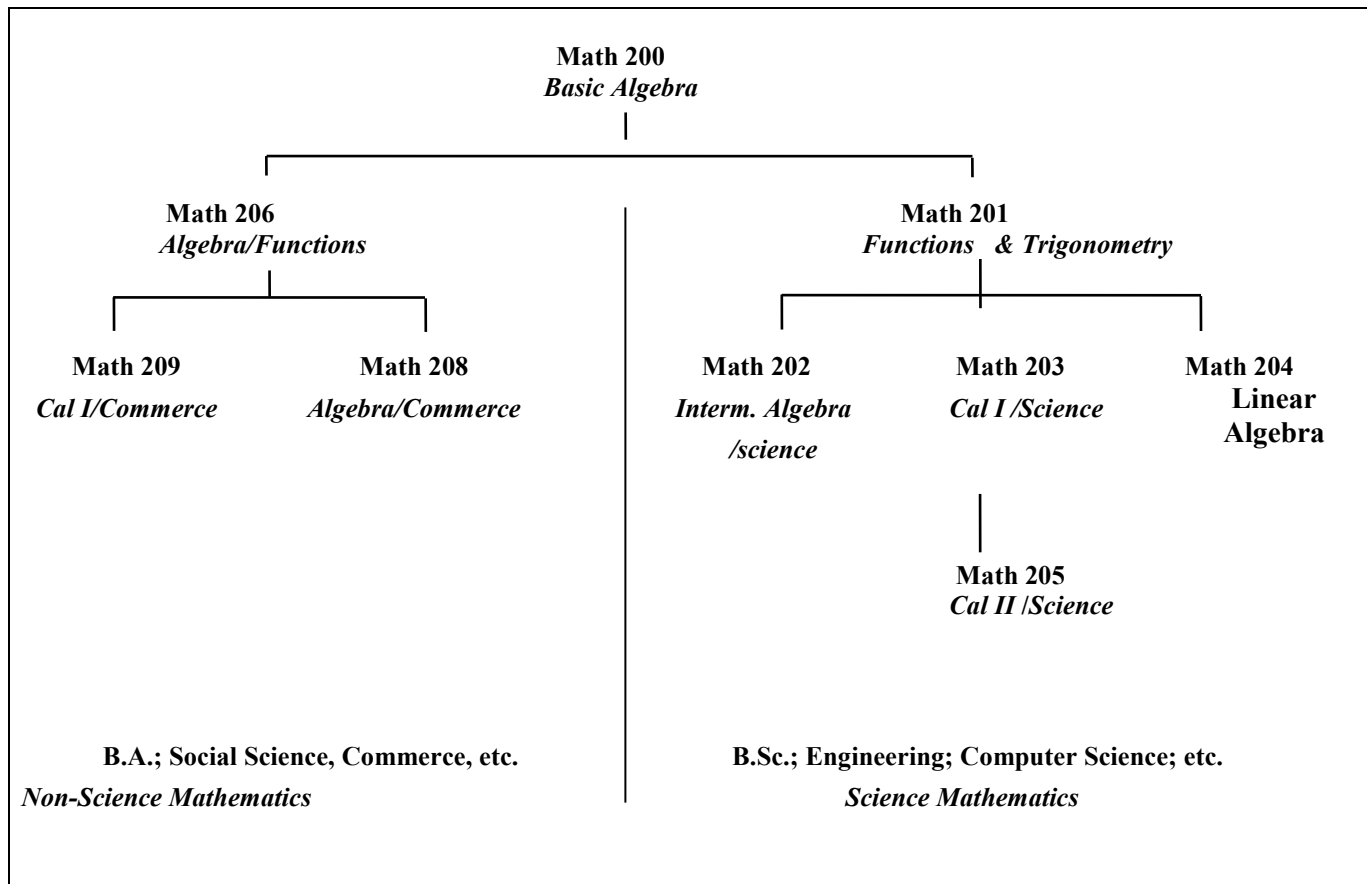 Math 200
Basic Algebra
Math 206
Algebra/Functions
Math 201
Functions & Trigonometry
Math 209
Cal I/Commerce
Math 208
Algebra/Commerce
Math 202
Interm. Algebra
/science
Math 203
Cal I /Science
Math 204
Linear
Algebra
Math 205
Cal II /Science
B.A.; Social Science, Commerce, etc.
Non-Science Mathematics
B.Sc.; Engineering; Computer Science; etc.
Science Mathematics